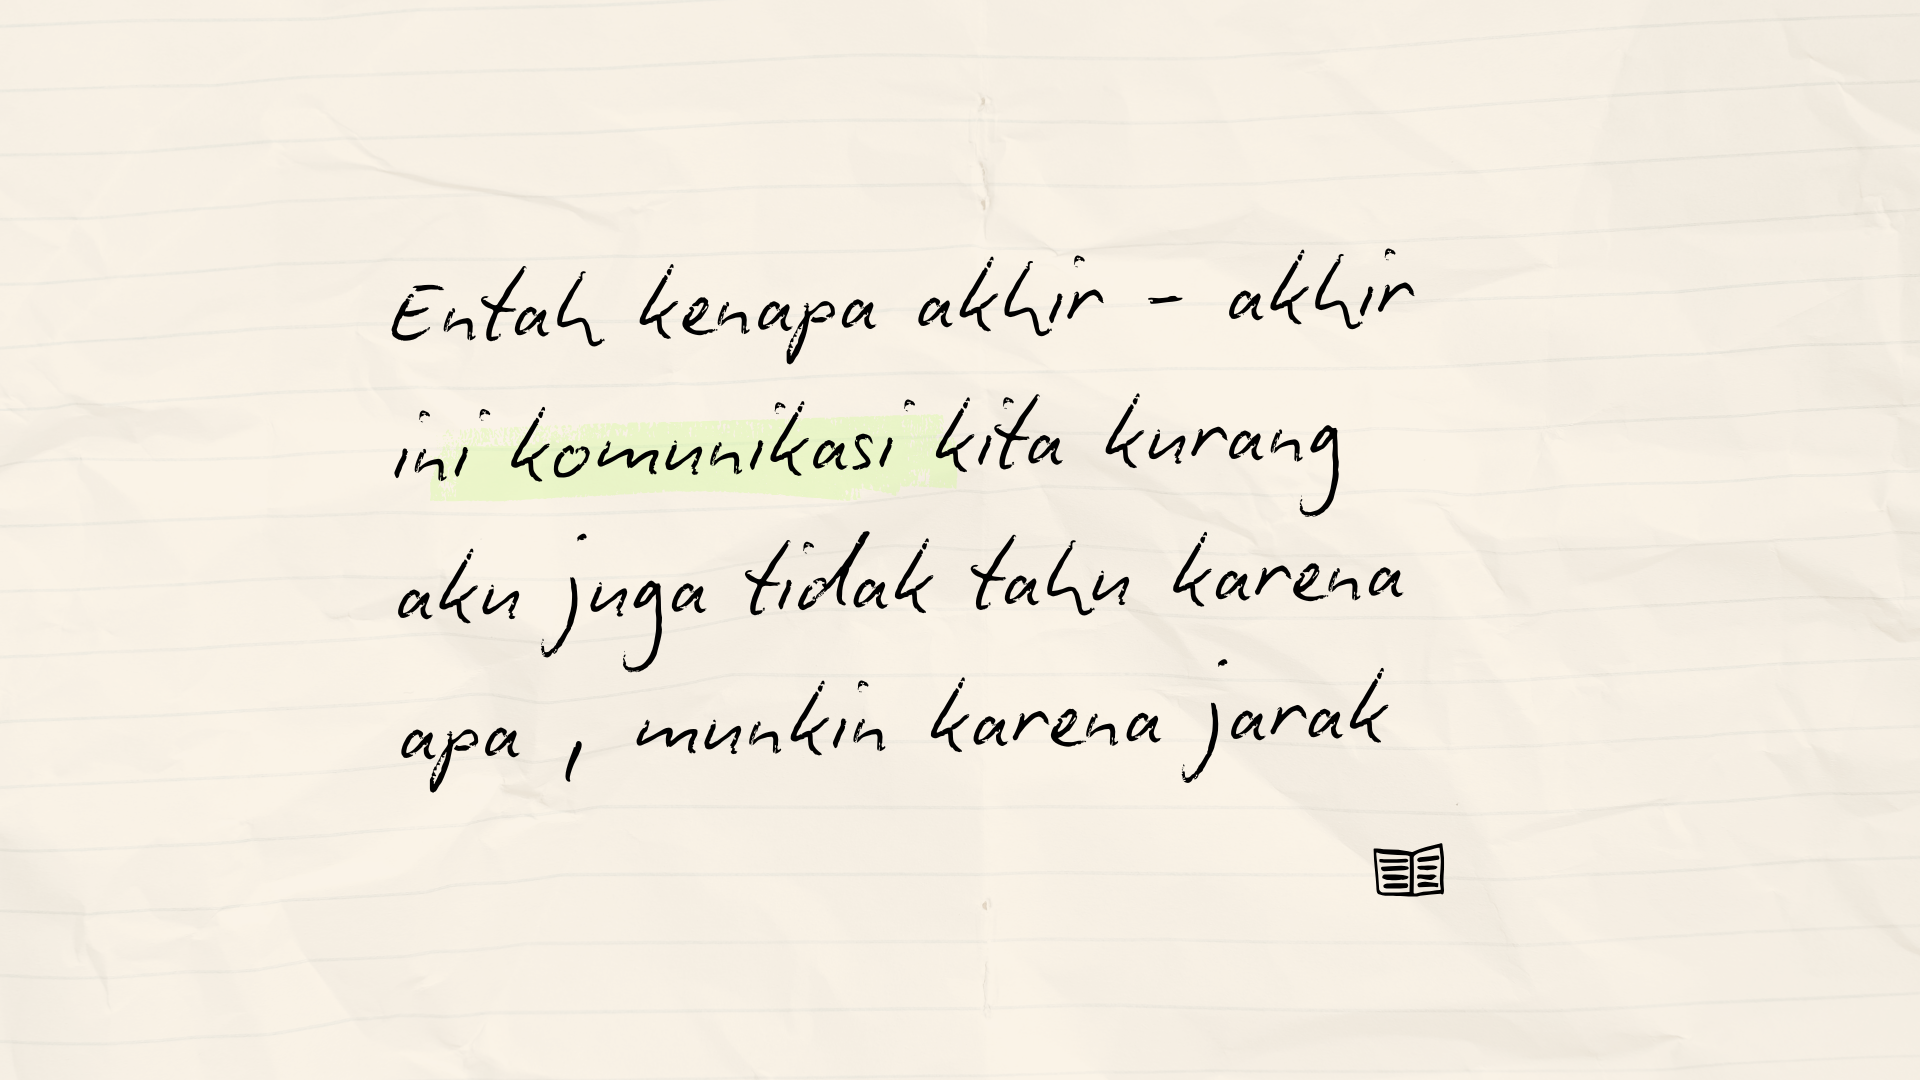 Entah kenapa akhir - akhir
ini komunikasi kita kurang
aku juga tidak tahu karena
apa , munkin karena jarak